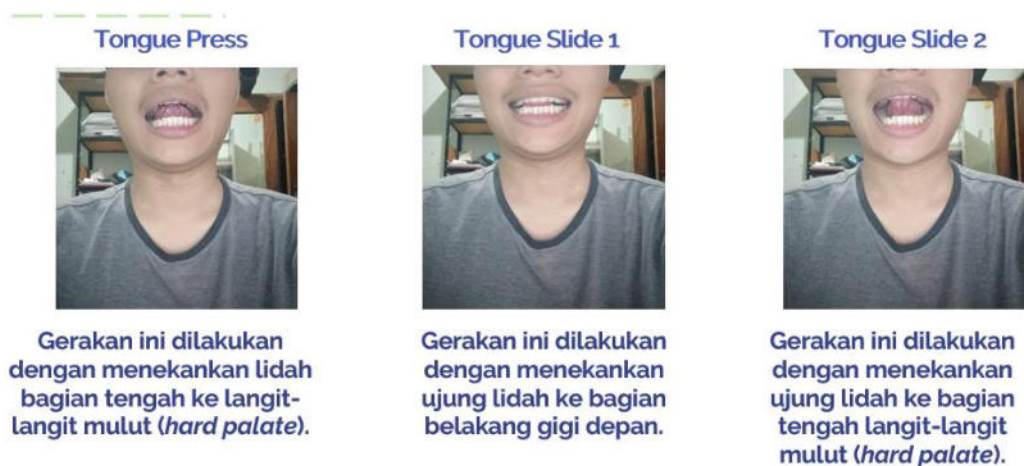 Tongue Press
Gerakan ini dilakukan
dengan menekankan lidah
bagian tengah ke langit-
langit mulut (hard palate).
Tongue Slide 1
Gerakan ini dilakukan
dengan menekankan
ujung lidah ke bagian
belakang gigi depan.
Tongue Slide 2
Gerakan ini dilakukan
dengan menekankan
ujung lidah ke bagian
tengah langit-langit
mulut (hard palate).